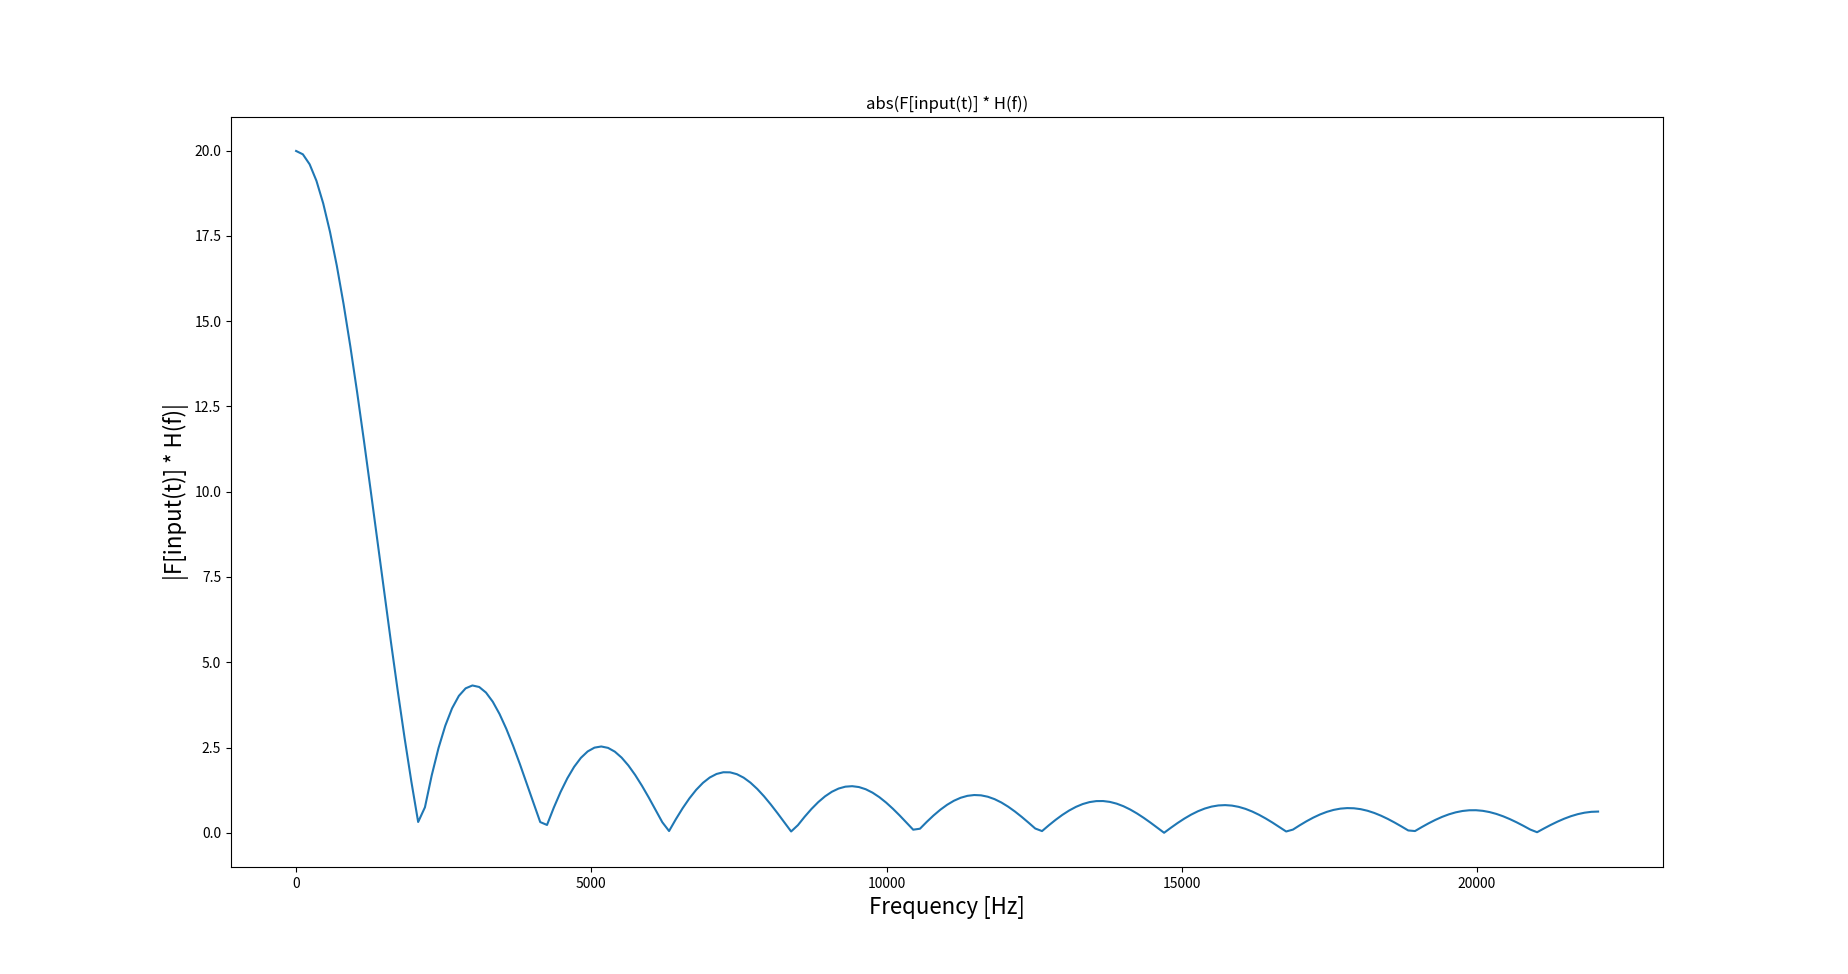 abs(F[input(t)] * H(f))
20.0
17.5
15.0
12.5
10.0
7.5
5.0
2.5
0.0
|F[input(t)] * H(f)|
0 5000 10000 15000 20000
Frequency [Hz]